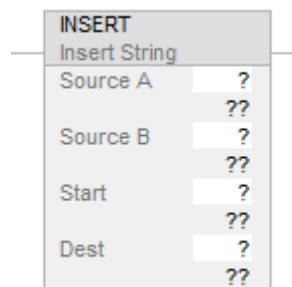 INSERT
Insert String
Source A ?
??
Source B ?
??
Start ?
??
Dest ?
??